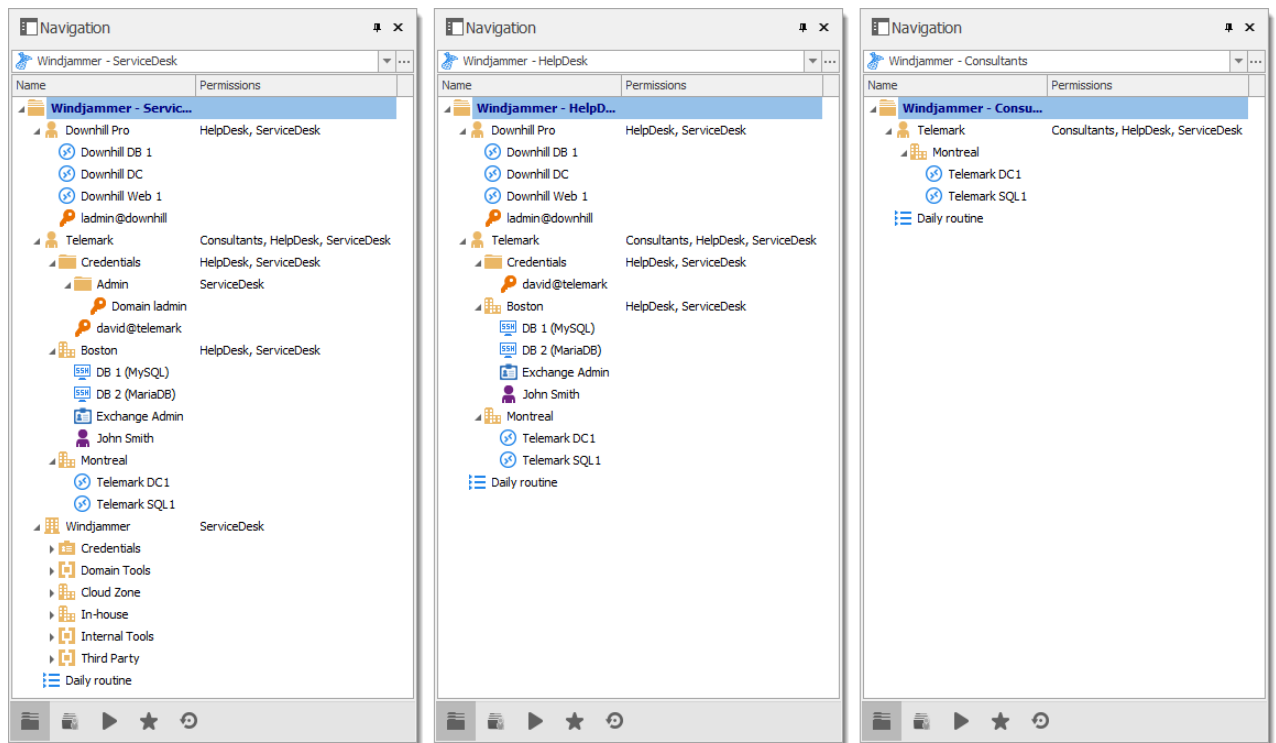 Navigation
Windjammer - ServiceDesk
Name Permissions
Windjammer - Servic...
Downhill Pro HelpDesk, ServiceDesk
Downhill DB 1
Downhill DC
Downhill Web 1
ladmin@downhill
Telemark Consultants, HelpDesk, ServiceDesk
Credentials HelpDesk, ServiceDesk
Admin ServiceDesk
Domain ladmin
david@telemark
Boston HelpDesk, ServiceDesk
SSH DB 1 (MySQL)
SSH DB 2 (MariaDB)
Exchange Admin
John Smith
Montreal
Telemark DC1
Telemark SQL1
Windjammer ServiceDesk
Credentials
Domain Tools
Cloud Zone
In-house
Internal Tools
Third Party
Daily routine
Navigation
Windjammer - HelpDesk
Name Permissions
Windjammer - HelpD...
Downhill Pro HelpDesk, ServiceDesk
Downhill DB 1
Downhill DC
Downhill Web 1
ladmin@downhill
Telemark Consultants, HelpDesk, ServiceDesk
Credentials HelpDesk, ServiceDesk
david@telemark
Boston HelpDesk, ServiceDesk
SSH DB 1 (MySQL)
SSH DB 2 (MariaDB)
Exchange Admin
John Smith
Montreal
Telemark DC1
Telemark SQL1
Daily routine
Navigation
Windjammer - Consultants
Name Permissions
Windjammer - Consu...
Telemark Consultants, HelpDesk, ServiceDesk
Montreal
Telemark DC1
Telemark SQL1
Daily routine